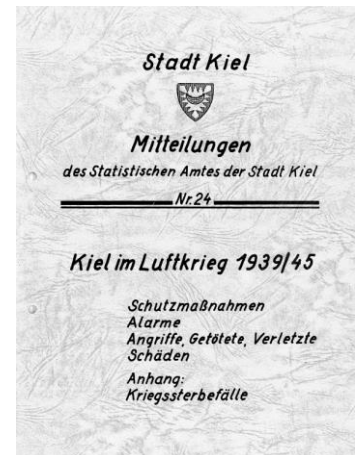 Stadt Kiel
Mitteilungen
des Statistischen Amtes der Stadt Kiel
Nr. 24
Kiel im Luftkrieg 1939/45
Schutzmaßnahmen
Alarme
Angriffe, Getötete, Verletzte
Schäden
Anhang:
Kriegssterbefälle